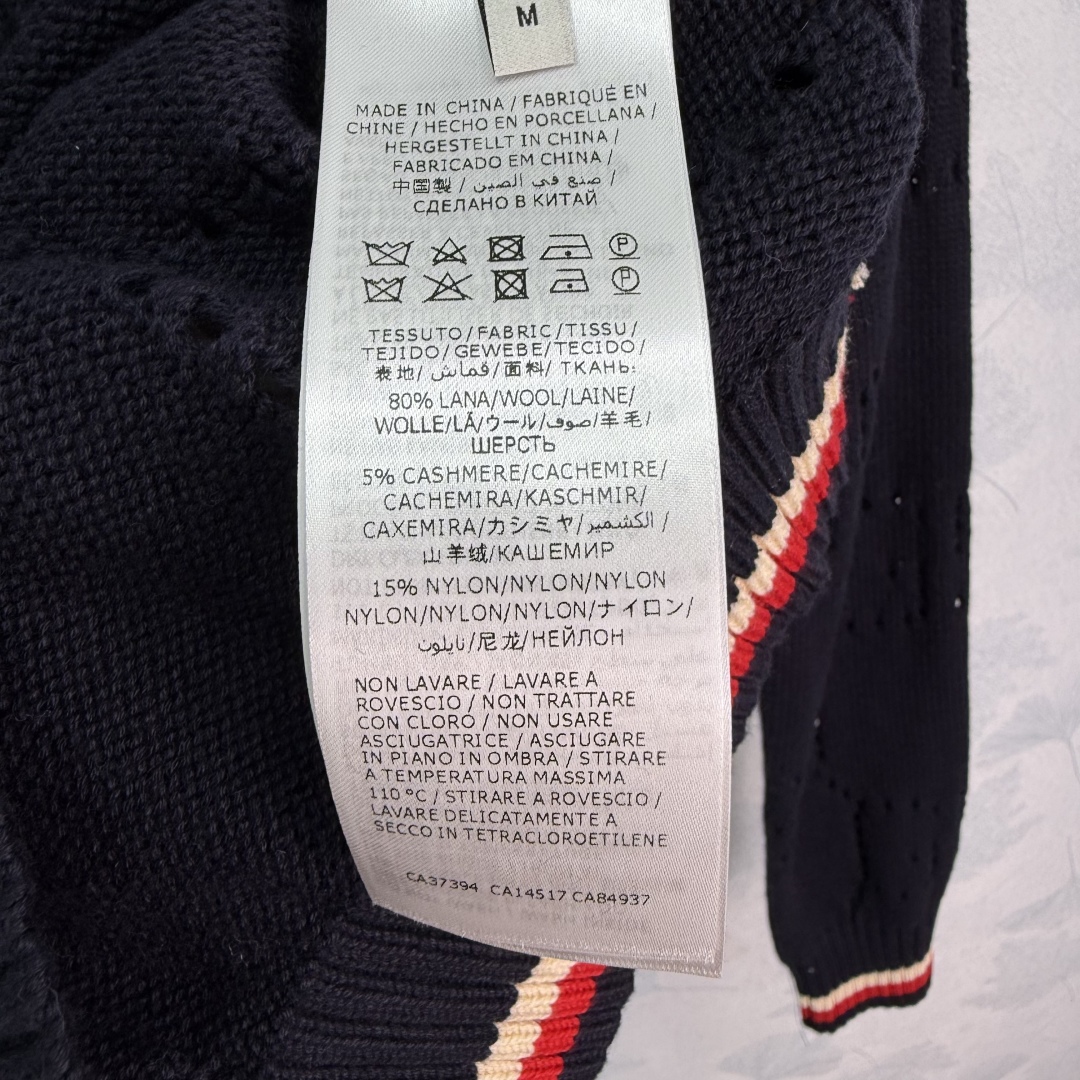 M
MADE IN CHINA / FABRIQUÉ EN
CHINE / HECHO EN PORCELLANA /
HERGESTELLT IN CHINA /
FABRICADO EM CHINA /
中国製 / صنع في الصين /
СДЕЛАНО В КИТАЙ
P
P
TESSUTO/FABRIC/TISSU/
TEJIDO/GEWEBE/TECIDO/
表地/قماش/面料/ТКАНЬ:
80% LANA/WOOL/LAINE/
WOLLE/LÃ/ウール/صوف/羊毛/
ШЕРСТЬ
5% CASHMERE/CACHEMIRE/
CACHEMIRA/KASCHMIR/
CAXEMIRA/カシミヤ/الكشمير/
山羊绒/КАШЕМИР
15% NYLON/NYLON/NYLON
NYLON/NYLON/NYLON/ナイロン/
نايلون/尼龙/НЕЙЛОН
NON LAVARE / LAVARE A
ROVESCIO / NON TRATTARE
CON CLORO / NON USARE
ASCIUGATRICE / ASCIUGARE
IN PIANO IN OMBRA / STIRARE
A TEMPERATURA MASSIMA
110 °C / STIRARE A ROVESCIO /
LAVARE DELICATAMENTE A
SECCO IN TETRACLOROETILENE
CA37394 CA14517 CA84937